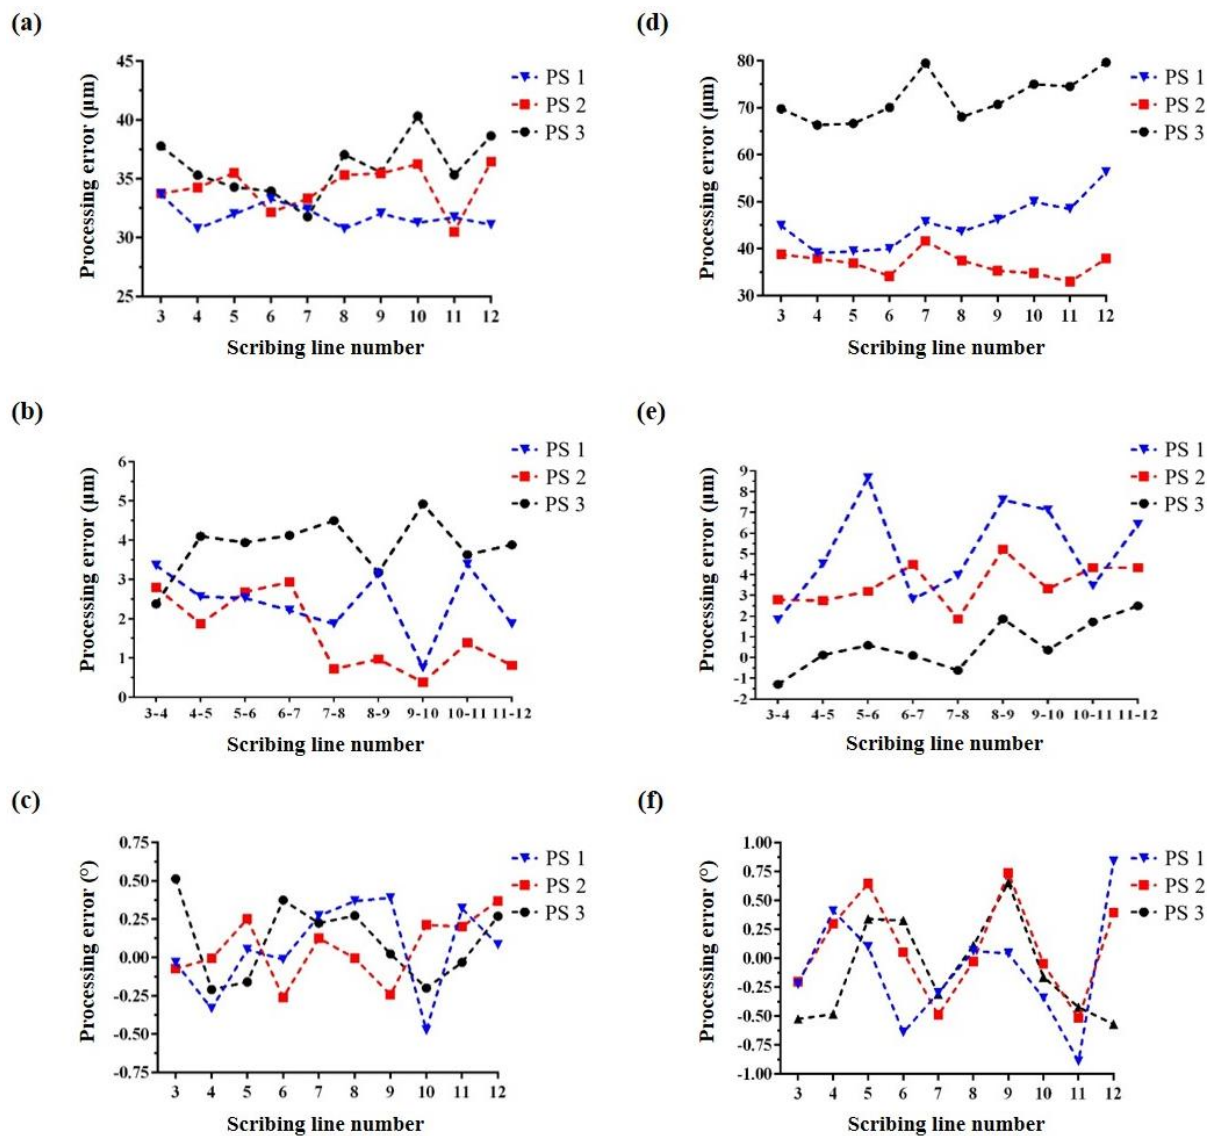 (a)
Processing error (μm)
45
40
35
30
25
3 4 5 6 7 8 9 10 11 12
Scribing line number
PS 1
PS 2
PS 3
(d)
Processing error (μm)
80
70
60
50
40
30
3 4 5 6 7 8 9 10 11 12
Scribing line number
PS 1
PS 2
PS 3
(b)
Processing error (μm)
6
5
4
3
2
1
0
3-4 4-5 5-6 6-7 7-8 8-9 9-10 10-11 11-12
Scribing line number
PS 1
PS 2
PS 3
(e)
Processing error (μm)
9
8
7
6
5
4
3
2
1
0
-1
-2
3-4 4-5 5-6 6-7 7-8 8-9 9-10 10-11 11-12
Scribing line number
PS 1
PS 2
PS 3
(c)
Processing error (°)
0.75
0.50
0.25
0.00
-0.25
-0.50
-0.75
3 4 5 6 7 8 9 10 11 12
Scribing line number
PS 1
PS 2
PS 3
(f)
Processing error (°)
1.00
0.75
0.50
0.25
0.00
-0.25
-0.50
-0.75
-1.00
3 4 5 6 7 8 9 10 11 12
Scribing line number
PS 1
PS 2
PS 3